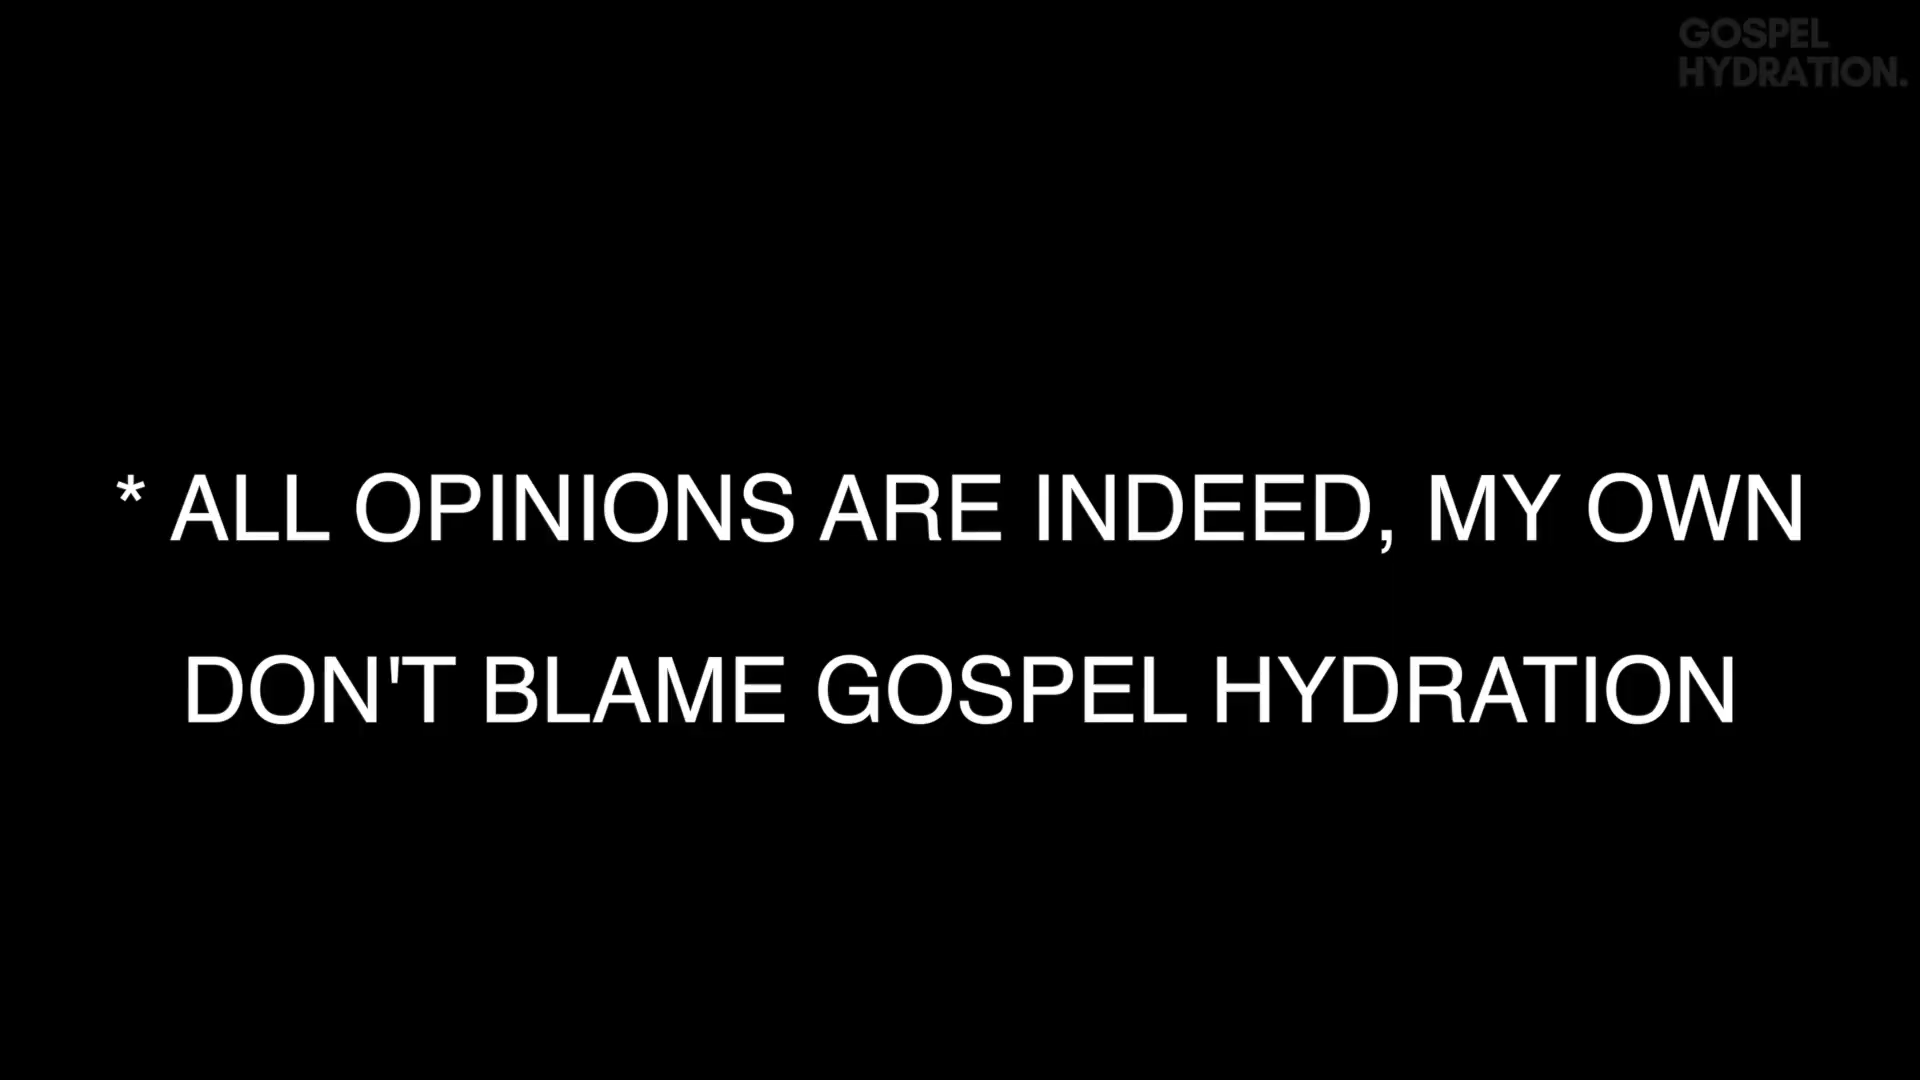 GOSPEL
HYDRATION.
* ALL OPINIONS ARE INDEED, MY OWN
DON'T BLAME GOSPEL HYDRATION